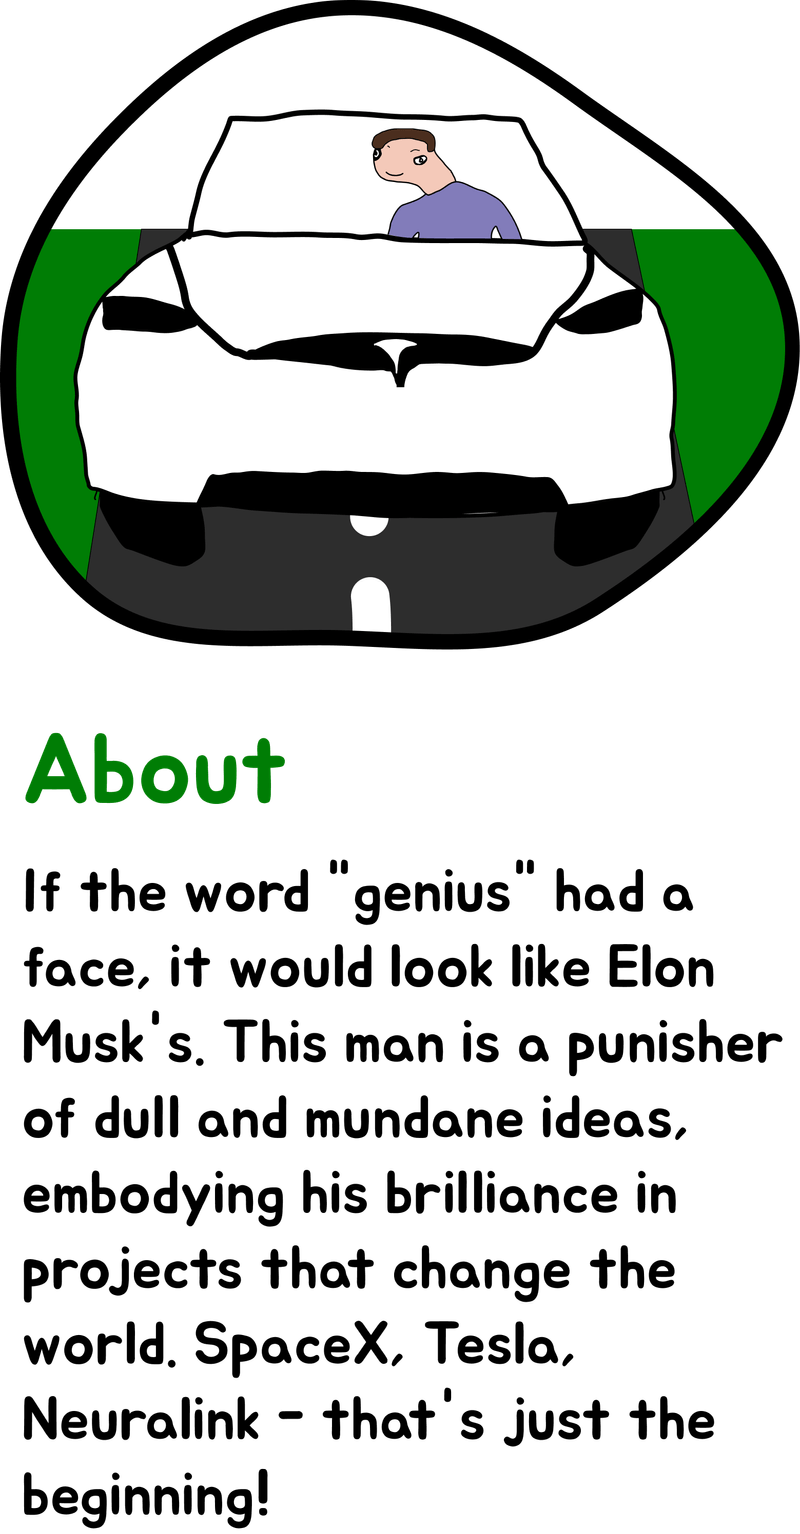 About
If the word "genius" had a
face, it would look like Elon
Musk's. This man is a punisher
of dull and mundane ideas,
embodying his brilliance in
projects that change the
world. SpaceX, Tesla,
Neuralink - that's just the
beginning!